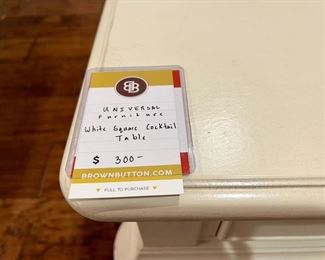 BB
UNIVERSAL
Furniture
White Square Cocktail
Table
$ 300-
BROWNBUTTON.COM
▼ PULL TO PURCHASE ▼